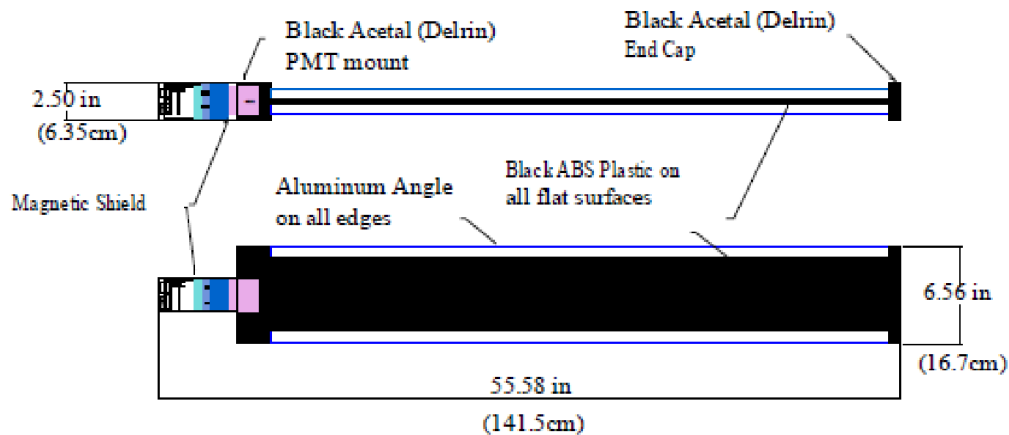 Black Acetal (Delrin)
PMT mount
Black Acetal (Delrin)
End Cap
2.50 in
(6.35cm)
Magnetic Shield
Aluminum Angle
on all edges
Black ABS Plastic on
all flat surfaces
6.56 in
(16.7cm)
55.58 in
(141.5cm)